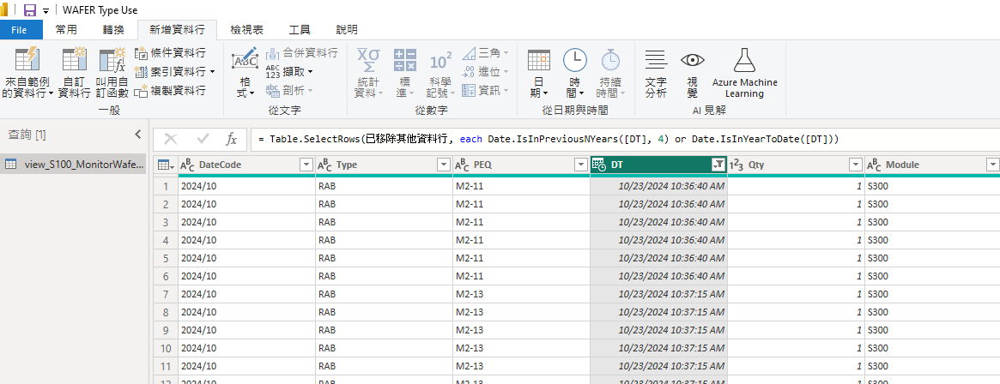 WAFER Type Use
File 常用 轉換 新增資料行 檢視表 工具 說明
來自範例的資料行 自訂資料行 叫用自訂函數 條件資料行 索引資料行 複製資料行
一般
格式 合併資料行 擷取 剖析
從文字
統計資料 標準 科學記號 三角 進位 資訊
從數字
日期 時間 持續時間
從日期與時間
文字分析 視覺 Azure Machine Learning
AI 見解
查詢 [1]
= Table.SelectRows(已移除其他資料行, each Date.IsInPreviousNYears([DT], 4) or Date.IsInYearToDate([DT]))
view_S100_MonitorWafe...
DateCode Type PEQ DT Qty Module
1 2024/10 RAB M2-11 10/23/2024 10:36:40 AM 1 S300
2 2024/10 RAB M2-11 10/23/2024 10:36:40 AM 1 S300
3 2024/10 RAB M2-11 10/23/2024 10:36:40 AM 1 S300
4 2024/10 RAB M2-11 10/23/2024 10:36:40 AM 1 S300
5 2024/10 RAB M2-11 10/23/2024 10:36:40 AM 1 S300
6 2024/10 RAB M2-11 10/23/2024 10:36:40 AM 1 S300
7 2024/10 RAB M2-13 10/23/2024 10:37:15 AM 1 S300
8 2024/10 RAB M2-13 10/23/2024 10:37:15 AM 1 S300
9 2024/10 RAB M2-13 10/23/2024 10:37:15 AM 1 S300
10 2024/10 RAB M2-13 10/23/2024 10:37:15 AM 1 S300
11 2024/10 RAB M2-13 10/23/2024 10:37:15 AM 1 S300
12 2024/10 RAB M2-13 10/23/2024 10:37:15 AM 1 S300